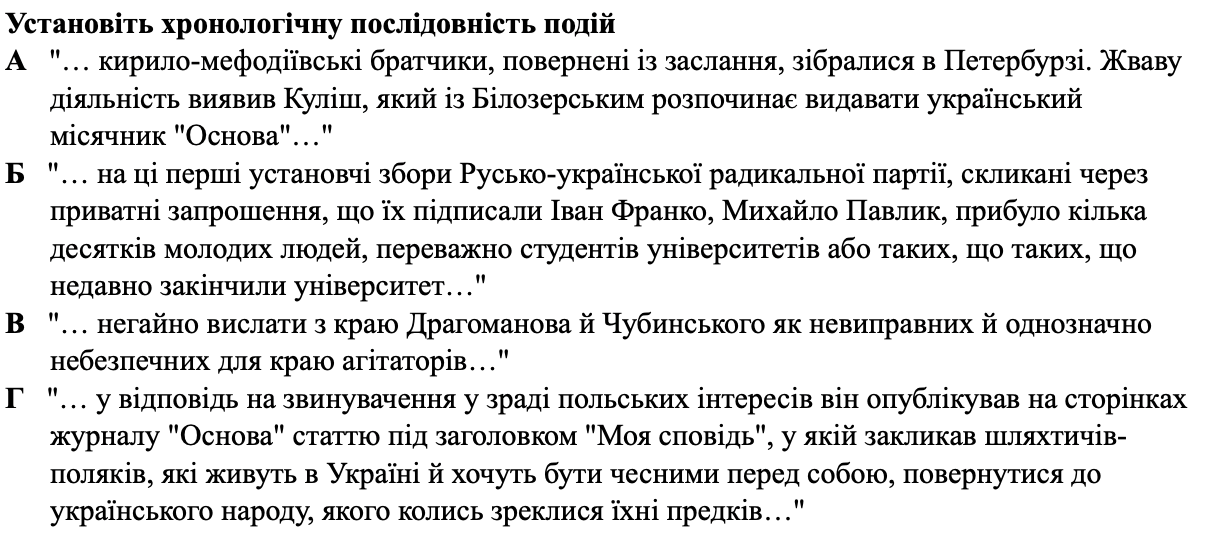 Установіть хронологічну послідовність подій
А "… кирило-мефодіївські братчики, повернені із заслання, зібралися в Петербурзі. Жваву
діяльність виявив Куліш, який із Білозерським розпочинає видавати український
місячник "Основа"…"
Б "… на ці перші установчі збори Русько-української радикальної партії, скликані через
приватні запрошення, що їх підписали Іван Франко, Михайло Павлик, прибуло кілька
десятків молодих людей, переважно студентів університетів або таких, що таких, що
недавно закінчили університет…"
В "… негайно вислати з краю Драгоманова й Чубинського як невиправних й однозначно
небезпечних для краю агітаторів…"
Г "… у відповідь на звинувачення у зраді польських інтересів він опублікував на сторінках
журналу "Основа" статтю під заголовком "Моя сповідь", у якій закликав шляхтичів-
поляків, які живуть в Україні й хочуть бути чесними перед собою, повернутися до
українського народу, якого колись зреклися їхні предків…"